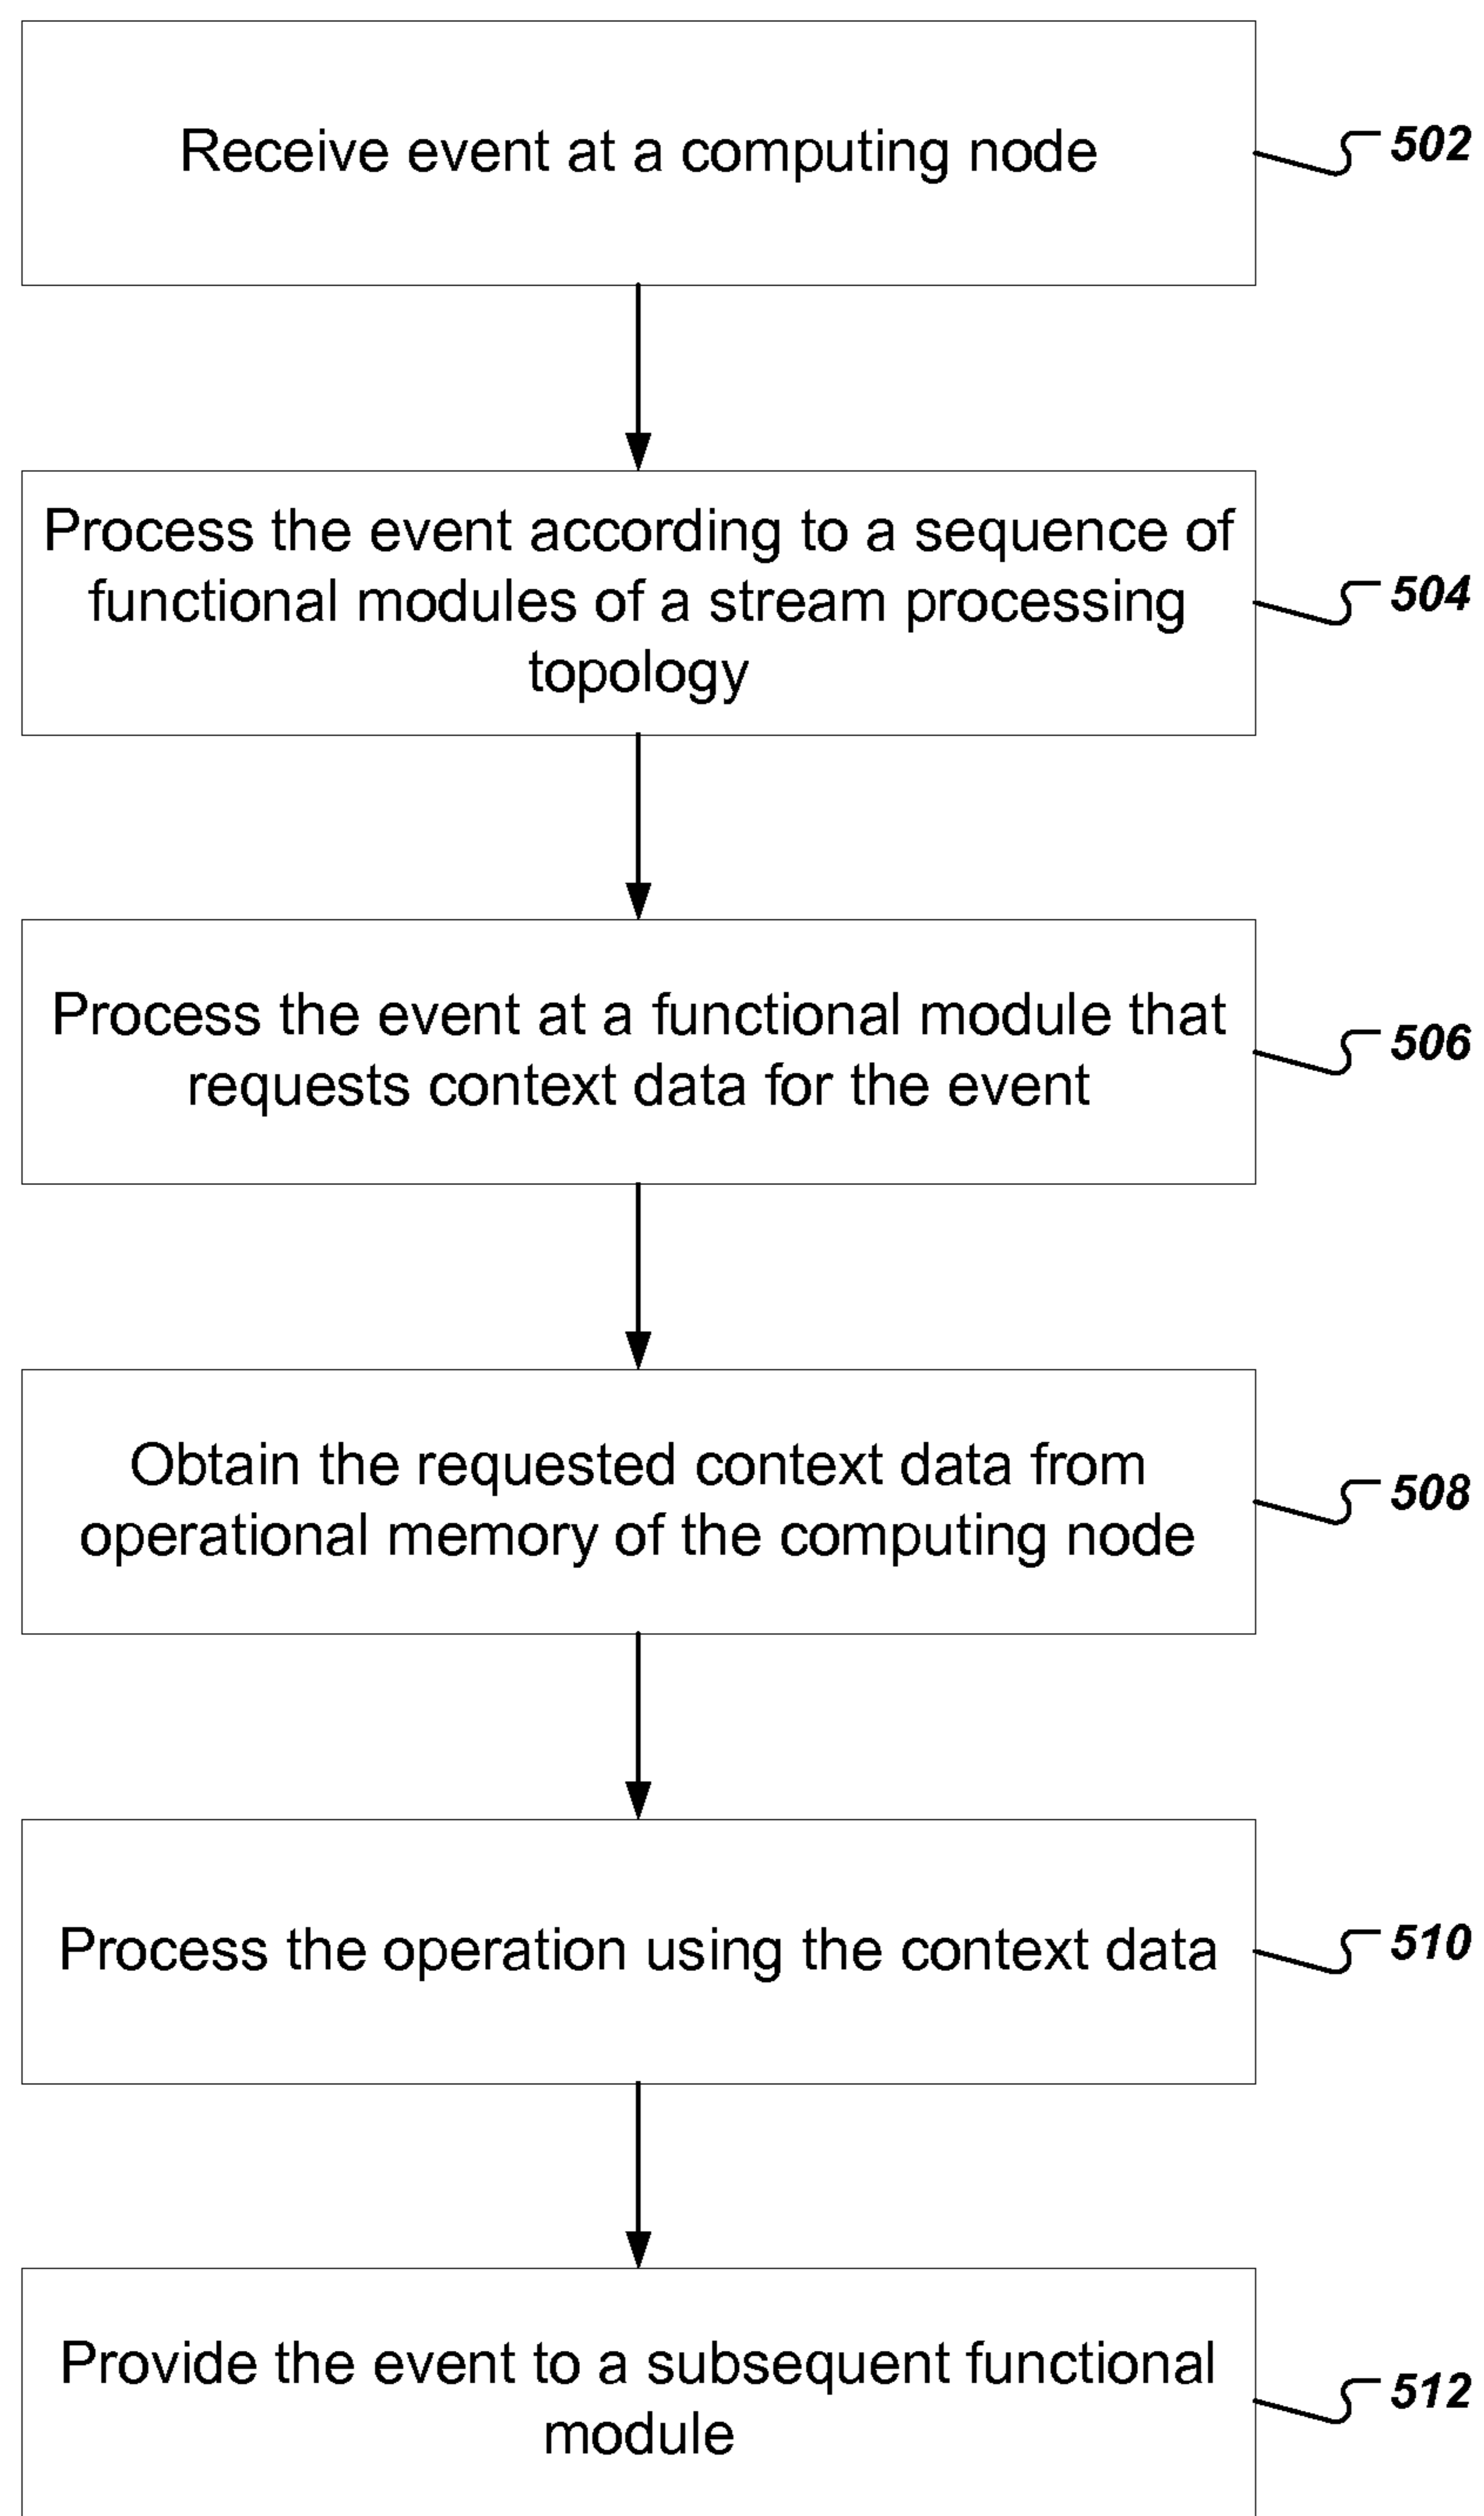 Receive event at a computing node
502
Process the event according to a sequence of
functional modules of a stream processing
topology
504
Process the event at a functional module that
requests context data for the event
506
Obtain the requested context data from
operational memory of the computing node
508
Process the operation using the context data
510
Provide the event to a subsequent functional
module
512